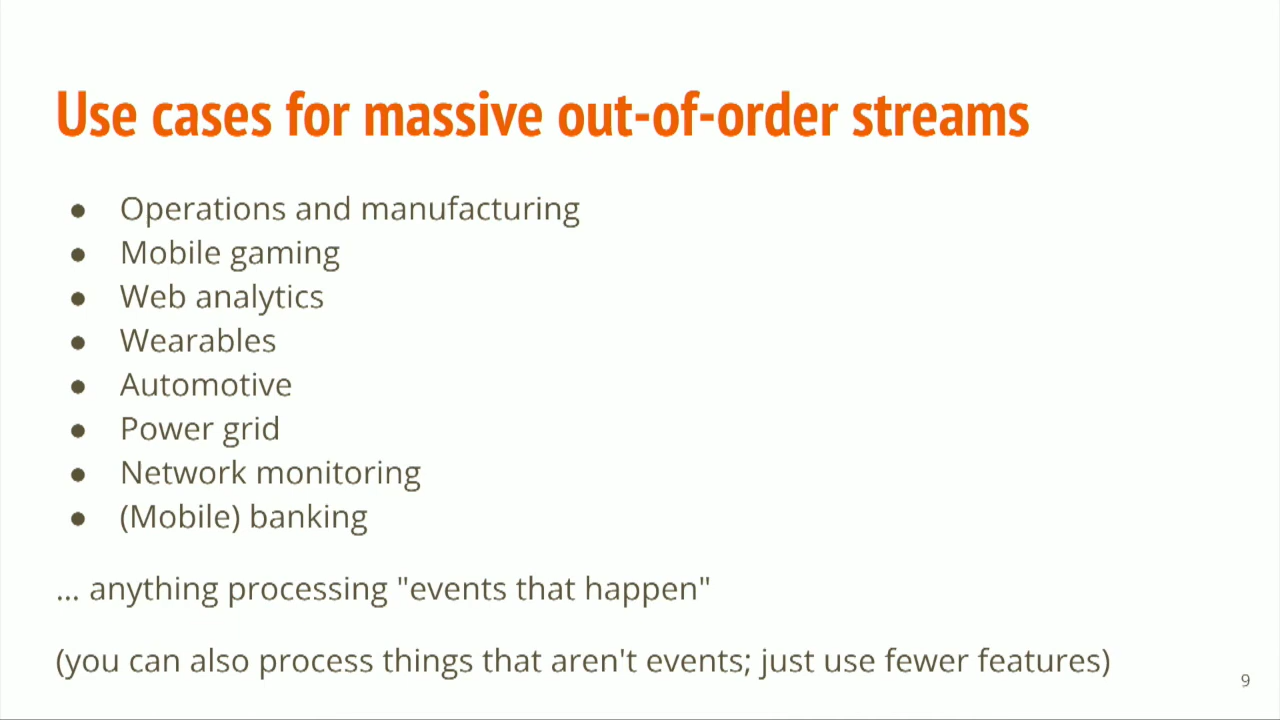 Use cases for massive out-of-order streams
● Operations and manufacturing
● Mobile gaming
● Web analytics
● Wearables
● Automotive
● Power grid
● Network monitoring
● (Mobile) banking
... anything processing "events that happen"
(you can also process things that aren't events; just use fewer features)
9